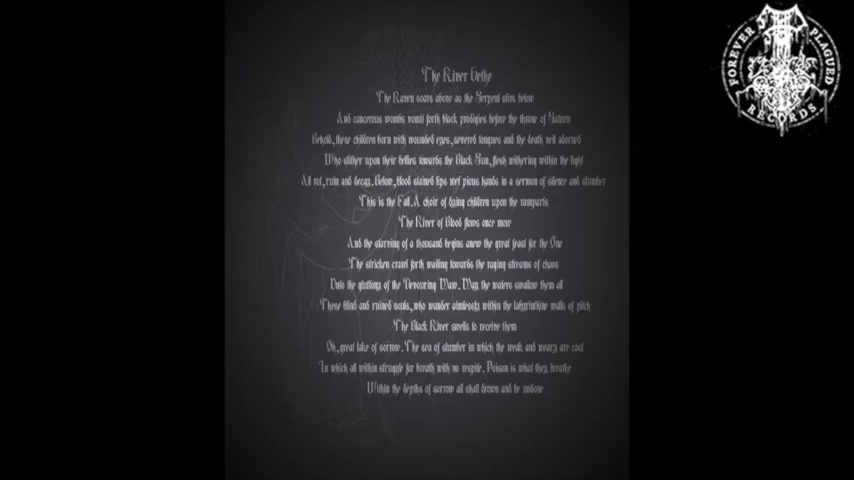 The River Lethe
The Raven soars above as the Serpent stirs below
And cancerous wombs vomit forth black prodigies before the throne of Saturn
Behold, these children born with wounded eyes, severed tongues and the death veil adorned
Who slither upon their bellies towards the Black Sun, flesh withering within the light
All rot, ruin and decay. Below, blood stained lips wet pious hands in a sermon of silence and slumber
This is the Fall. A choir of dying children upon the ramparts
The River of Blood flows once more
And the starving of a thousand begins anew the great feast for the One
The stricken crawl forth wailing towards the raging streams of chaos
Unto the gluttony of the Devouring Maw. May the waters swallow them all
These blind and ruined souls, who wander aimlessly within the labyrinthine walls of pitch
The Black River swells to receive them
Oh, great lake of sorrow. The sea of slumber in which the weak and weary are cast
In which all within struggle for breath with no respite. Poison is what they breathe
Within the depths of sorrow all shall drown and be undone
FOREVER PLAGUED RECORDS